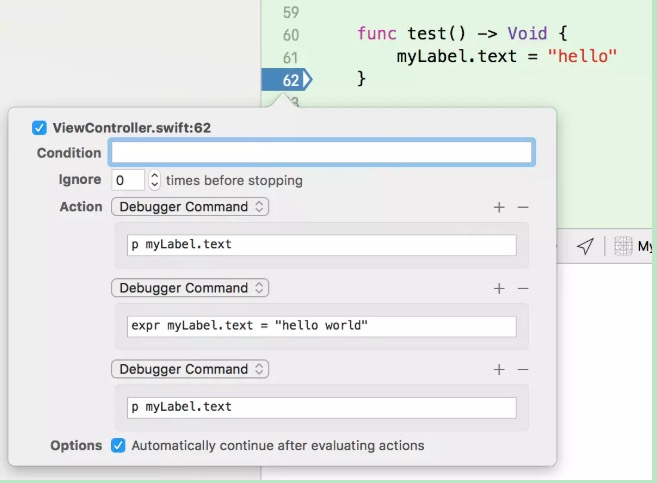 59
60 func test() -> Void {
61 myLabel.text = "hello"
62 }
ViewController.swift:62
Condition
Ignore 0 times before stopping
Action Debugger Command
p myLabel.text
Debugger Command
expr myLabel.text = "hello world"
Debugger Command
p myLabel.text
Options Automatically continue after evaluating actions